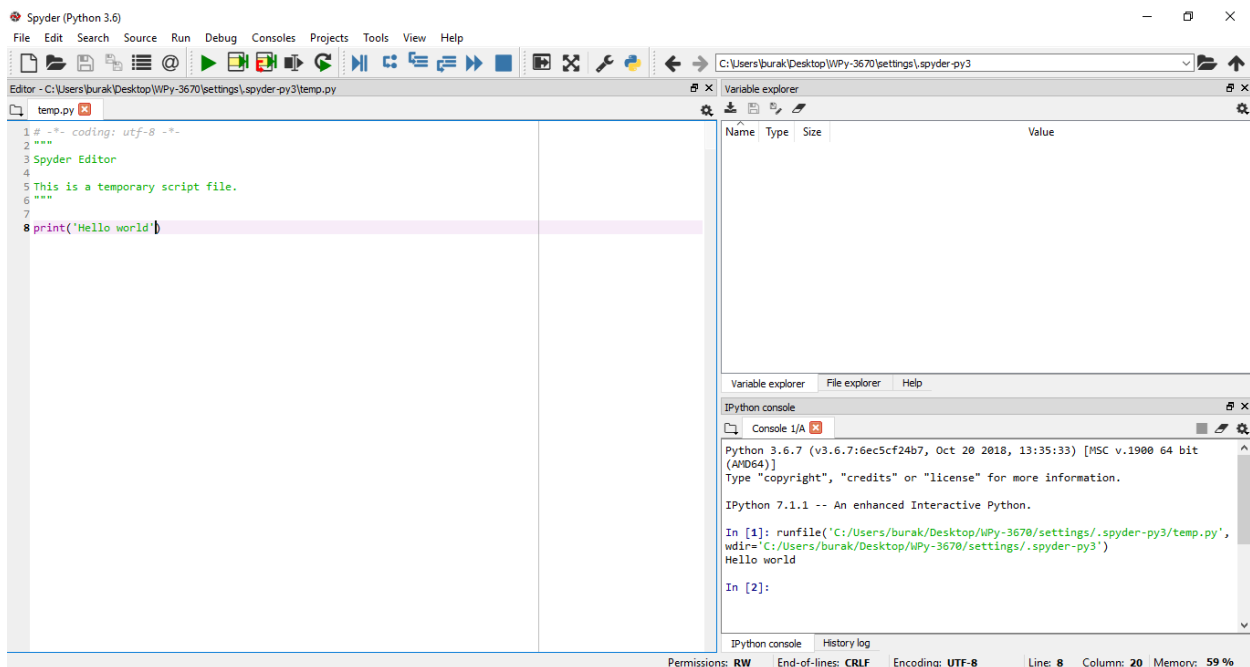 Spyder (Python 3.6)
File Edit Search Source Run Debug Consoles Projects Tools View Help
C:\Users\burak\Desktop\WPy-3670\settings\.spyder-py3
Editor - C:\Users\burak\Desktop\WPy-3670\settings\.spyder-py3\temp.py
temp.py
1 # -*- coding: utf-8 -*-
2 """
3 Spyder Editor
4
5 This is a temporary script file.
6 """
7
8 print('Hello world')
Variable explorer
Name Type Size Value
Variable explorer File explorer Help
IPython console
Console 1/A
Python 3.6.7 (v3.6.7:6ec5cf24b7, Oct 20 2018, 13:35:33) [MSC v.1900 64 bit
(AMD64)]
Type "copyright", "credits" or "license" for more information.
IPython 7.1.1 -- An enhanced Interactive Python.
In [1]: runfile('C:/Users/burak/Desktop/WPy-3670/settings/.spyder-py3/temp.py',
wdir='C:/Users/burak/Desktop/WPy-3670/settings/.spyder-py3')
Hello world
In [2]:
IPython console History log
Permissions: RW End-of-lines: CRLF Encoding: UTF-8 Line: 8 Column: 20 Memory: 59 %